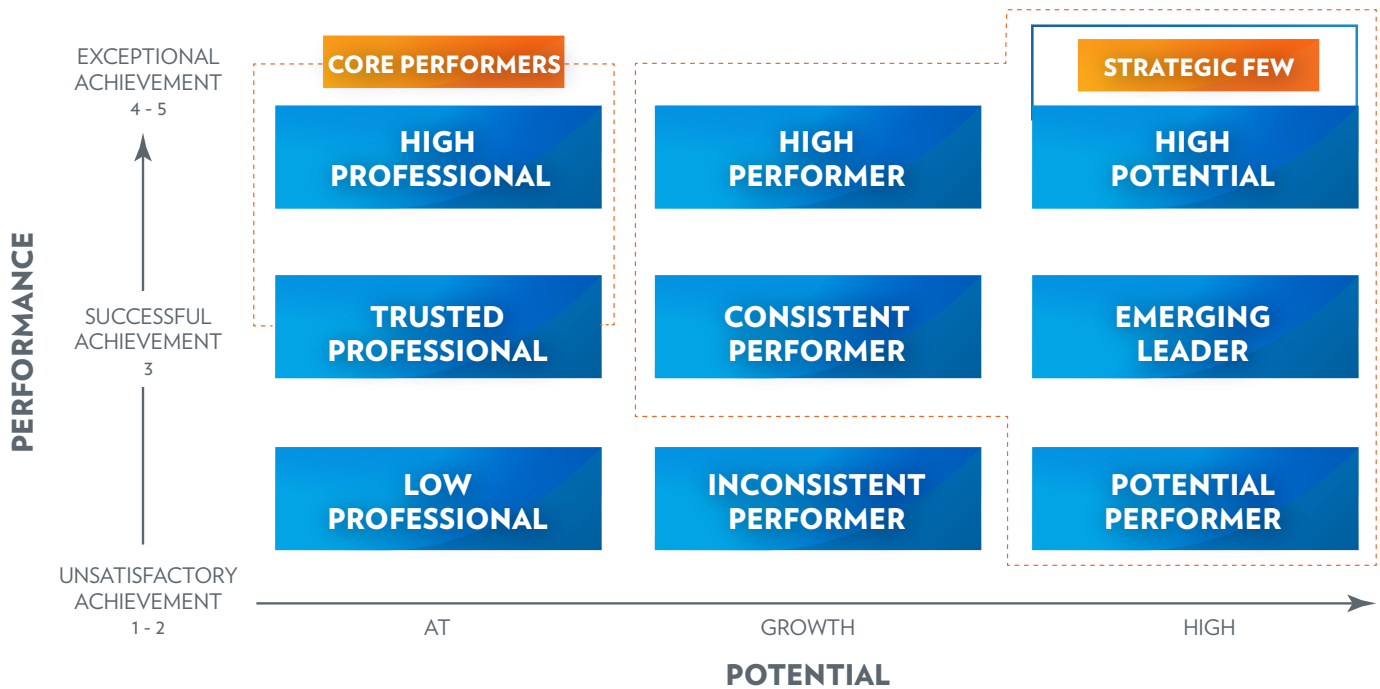 EXCEPTIONAL
ACHIEVEMENT
4 - 5
CORE PERFORMERS
STRATEGIC FEW
HIGH
PROFESSIONAL
HIGH
PERFORMER
HIGH
POTENTIAL
PERFORMANCE
SUCCESSFUL
ACHIEVEMENT
3
TRUSTED
PROFESSIONAL
CONSISTENT
PERFORMER
EMERGING
LEADER
LOW
PROFESSIONAL
INCONSISTENT
PERFORMER
POTENTIAL
PERFORMER
UNSATISFACTORY
ACHIEVEMENT
1 - 2
AT
GROWTH
HIGH
POTENTIAL